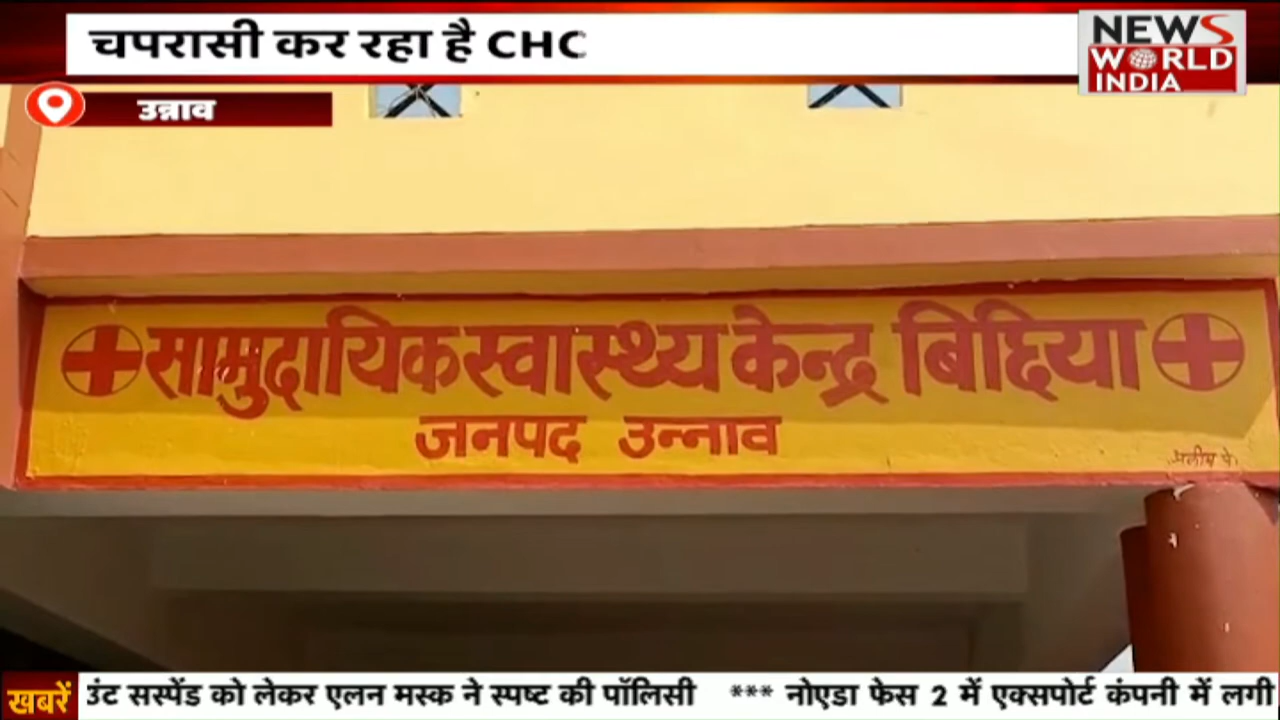 चपरासी कर रहा है CHC
NEWS
WORLD
INDIA
उन्नाव
सामुदायिक स्वास्थ्य केन्द्र बिछिया
जनपद उन्नाव
खबरें
उंट सस्पेंड को लेकर एलन मस्क ने स्पष्ट की पॉलिसी *** नोएडा फेस 2 में एक्सपोर्ट कंपनी में लगी